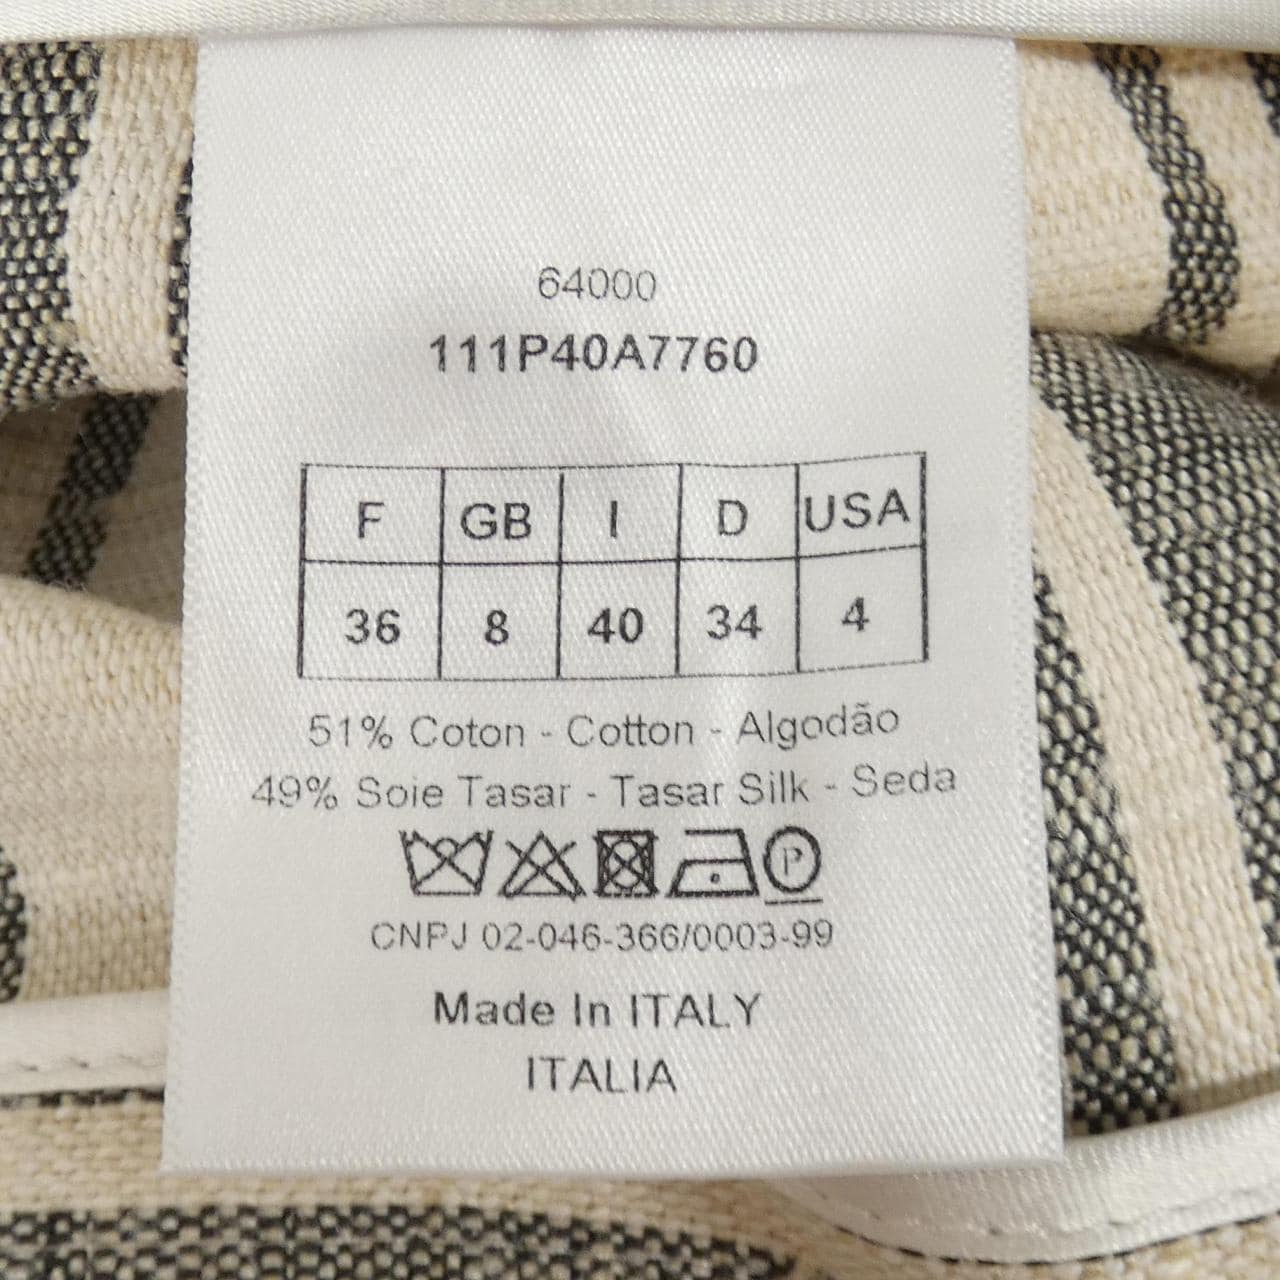 64000
111P40A7760
F GB I D USA
36 8 40 34 4
51% Coton - Cotton - Algodão
49% Soie Tasar - Tasar Silk - Seda
P
CNPJ 02-046-366/0003-99
Made In ITALY
ITALIA